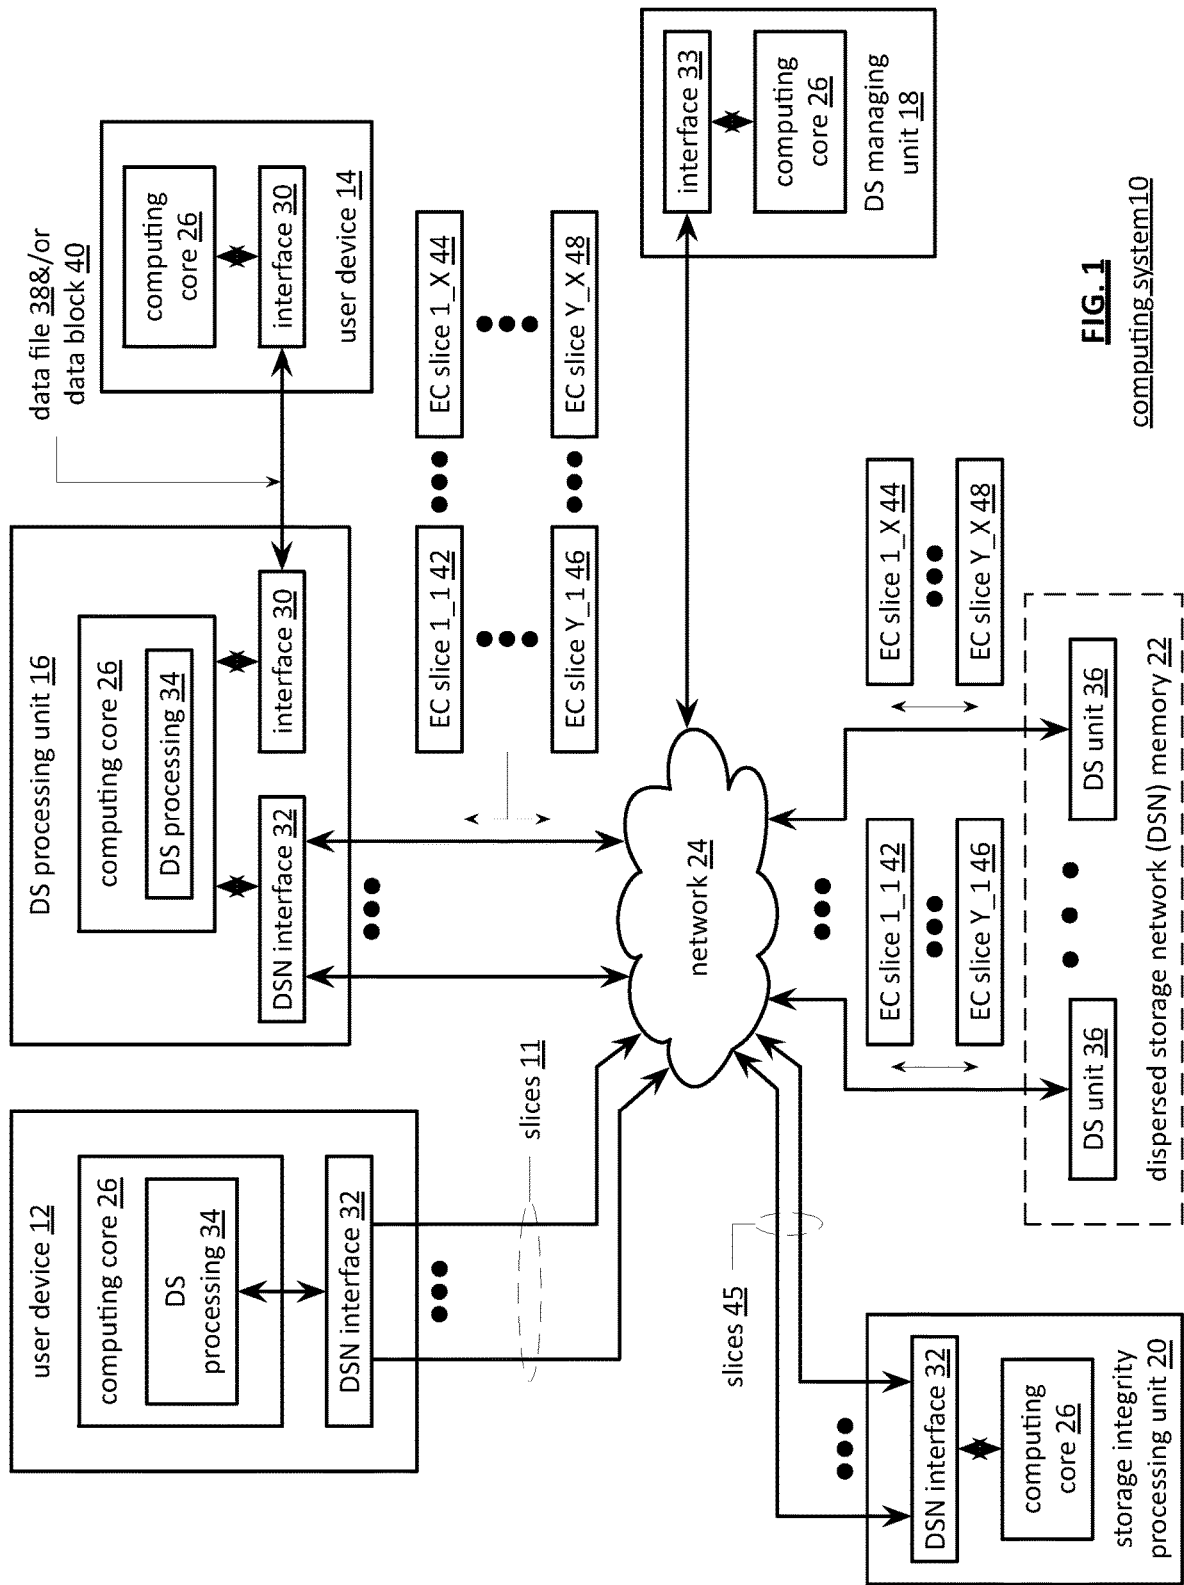 user device 12
computing core 26
DS
processing 34
DSN interface 32
slices 11
DS processing unit 16
computing core 26
DS processing 34
DSN interface 32
interface 30
data file 38&/or
data block 40
computing
core 26
interface 30
user device 14
EC slice 1_1 42
EC slice 1_X 44
EC slice Y_1 46
EC slice Y_X 48
network 24
interface 33
computing
core 26
DS managing
unit 18
slices 45
DSN interface 32
computing
core 26
storage integrity
processing unit 20
EC slice 1_1 42
EC slice Y_1 46
EC slice 1_X 44
EC slice Y_X 48
DS unit 36
DS unit 36
dispersed storage network (DSN) memory 22
FIG. 1
computing system10